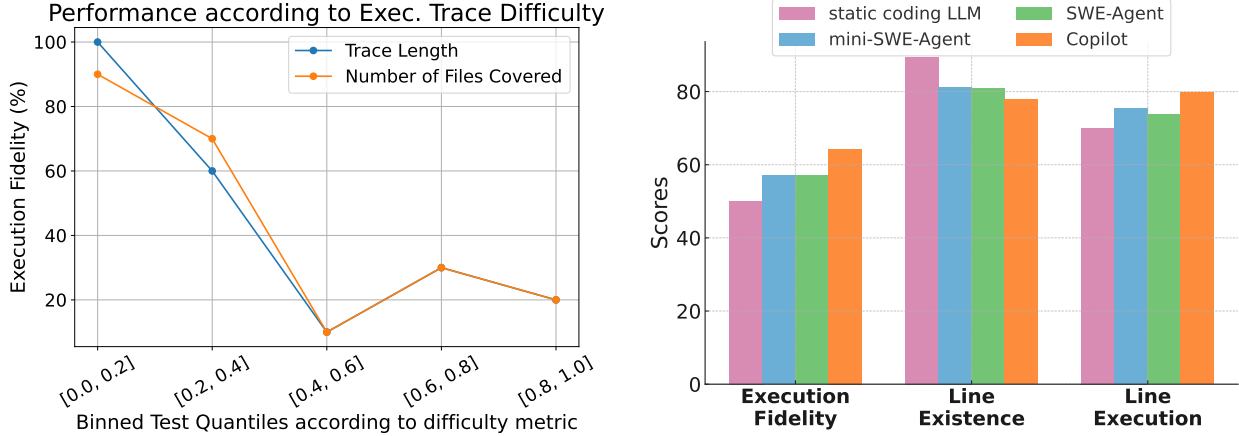 Performance according to Exec. Trace Difficulty
Execution Fidelity (%)
100
80
60
40
20
Trace Length
Number of Files Covered
[0.0, 0.2]
[0.2, 0.4]
[0.4, 0.6]
[0.6, 0.8]
[0.8, 1.0]
Binned Test Quantiles according to difficulty metric
static coding LLM
mini-SWE-Agent
SWE-Agent
Copilot
Scores
80
60
40
20
0
Execution
Fidelity
Line
Existence
Line
Execution